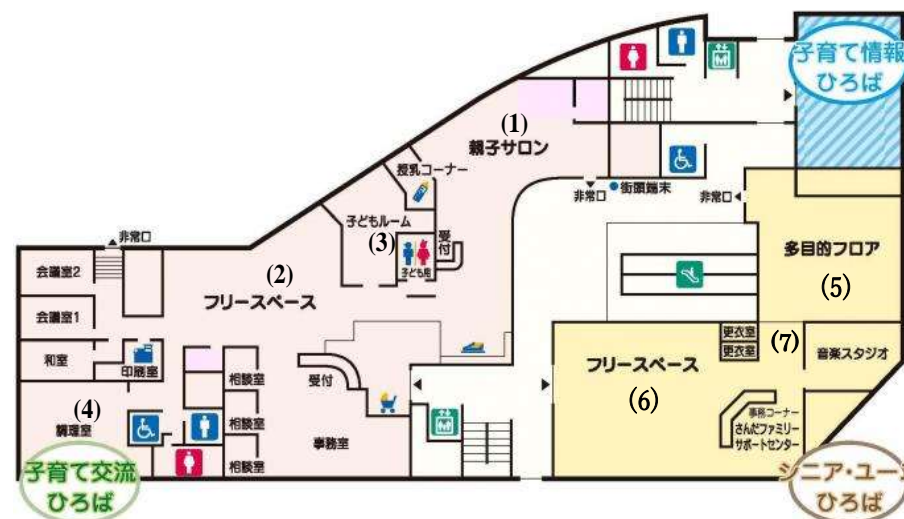 子育て情報
ひろば
(1)
親子サロン
授乳コーナー
街頭端末
非常口
非常口
子どもルーム
(3)
受付
子ども用
多目的フロア
(5)
非常口
会議室2
(2)
フリースペース
会議室1
更衣室
更衣室
(7)
音楽スタジオ
和室
印刷室
相談室
受付
フリースペース
(6)
(4)
調理室
相談室
事務室
相談室
事務コーナー
さんだファミリー
サポートセンター
子育て交流
ひろば
シニア・ユース
ひろば